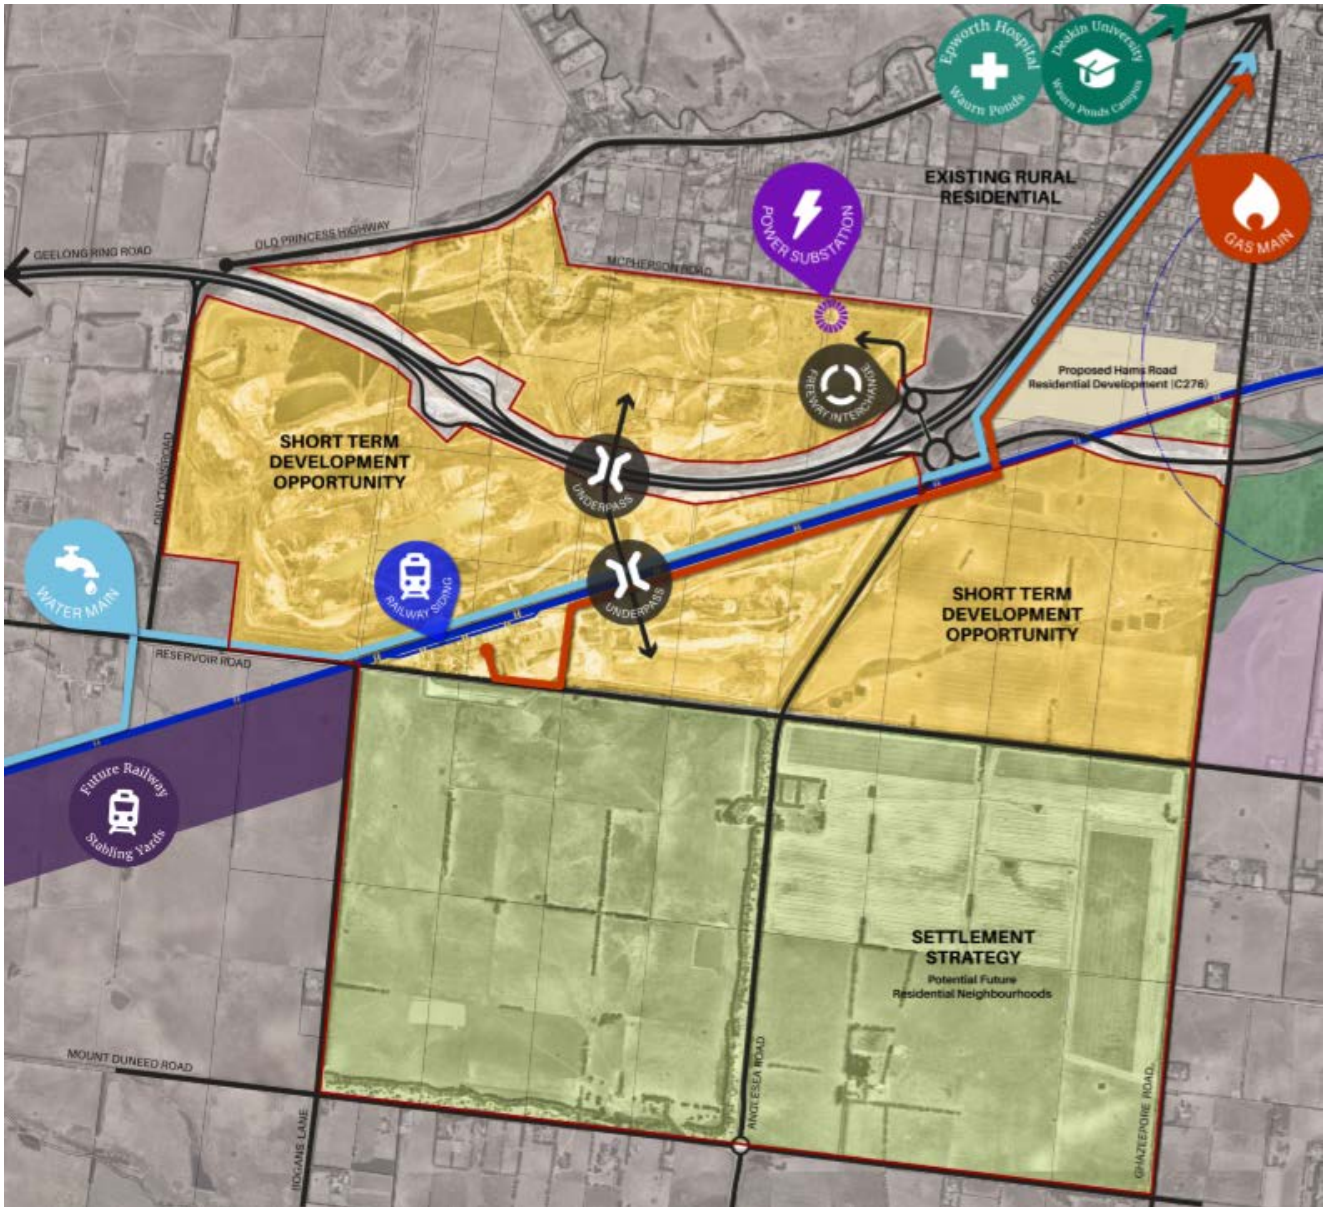 Epworth Hospital
Waurn Ponds
Deakin University
Waurn Ponds Campus
EXISTING RURAL
RESIDENTIAL
POWER SUBSTATION
GAS MAIN
OLD PRINCESS HIGHWAY
GEELONG RING ROAD
MCPHERSON ROAD
GEELONG RING ROAD
FREEWAY INTERCHANGE
Proposed Hams Road
Residential Development (C276)
SHORT TERM
DEVELOPMENT
OPPORTUNITY
UNDERPASS
WATER MAIN
RAILWAY SIDING
UNDERPASS
SHORT TERM
DEVELOPMENT
OPPORTUNITY
RESERVOIR ROAD
Future Railway
Stabling Yards
SETTLEMENT
STRATEGY
Potential Future
Residential Neighbourhoods
MOUNT DUNEED ROAD
ANGLESEA ROAD
GHAZEEPORE ROAD
LANE